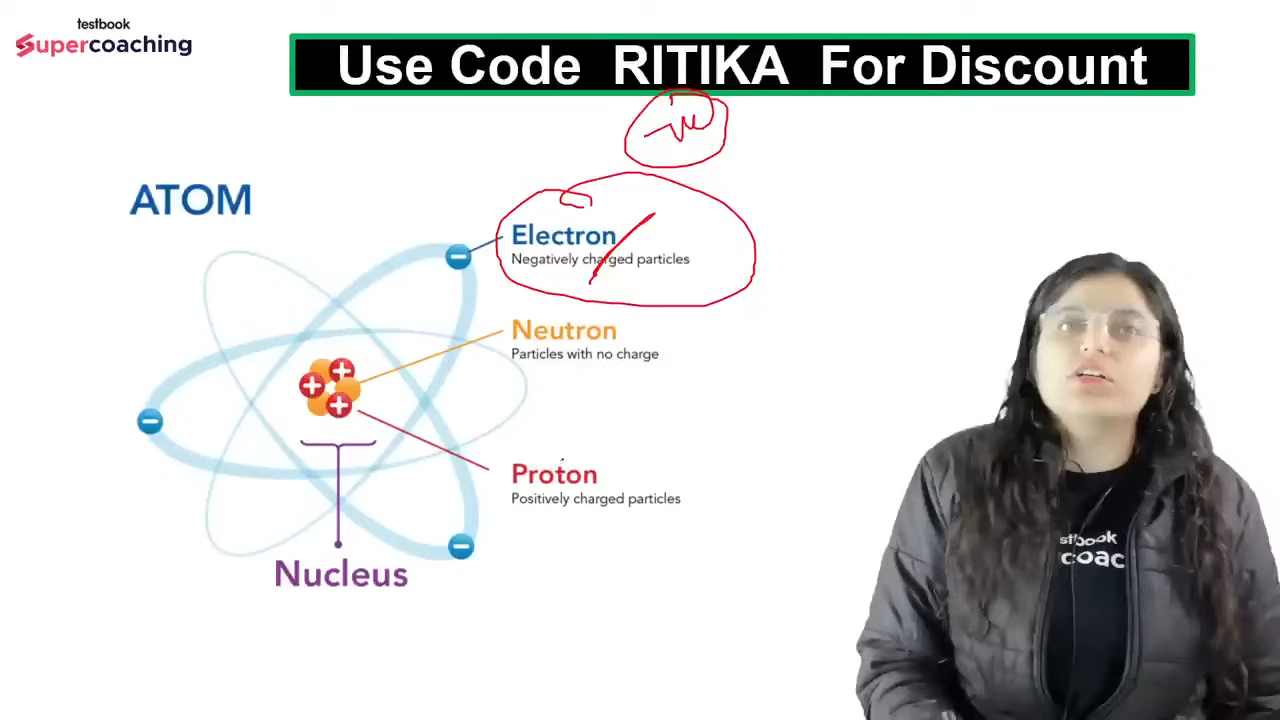 testbook
Supercoaching
Use Code RITIKA For Discount
-ve
ATOM
Electron
Negatively charged particles
Neutron
Particles with no charge
Proton
Positively charged particles
Nucleus